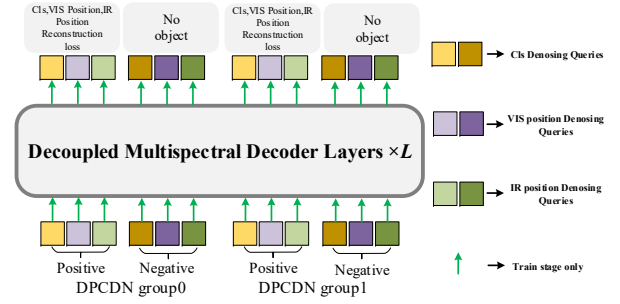 Cls,VIS Position,IR
Position
Reconstruction
loss
No
object
Cls,VIS Position,IR
Position
Reconstruction
loss
No
object
Decoupled Multispectral Decoder Layers ×L
Positive
Negative
Positive
Negative
DPCDN group0
DPCDN group1
Cls Denosing Queries
VIS position Denosing
Queries
IR position Denosing
Queries
Train stage only